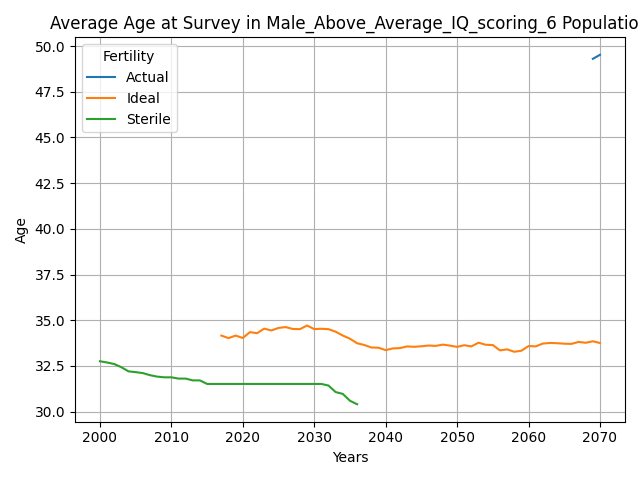 Average Age at Survey in Male_Above_Average_IQ_scoring_6 Populatio
Fertility
Actual
Ideal
Sterile
50.0
47.5
45.0
42.5
40.0
37.5
35.0
32.5
30.0
Age
2000 2010 2020 2030 2040 2050 2060 2070
Years